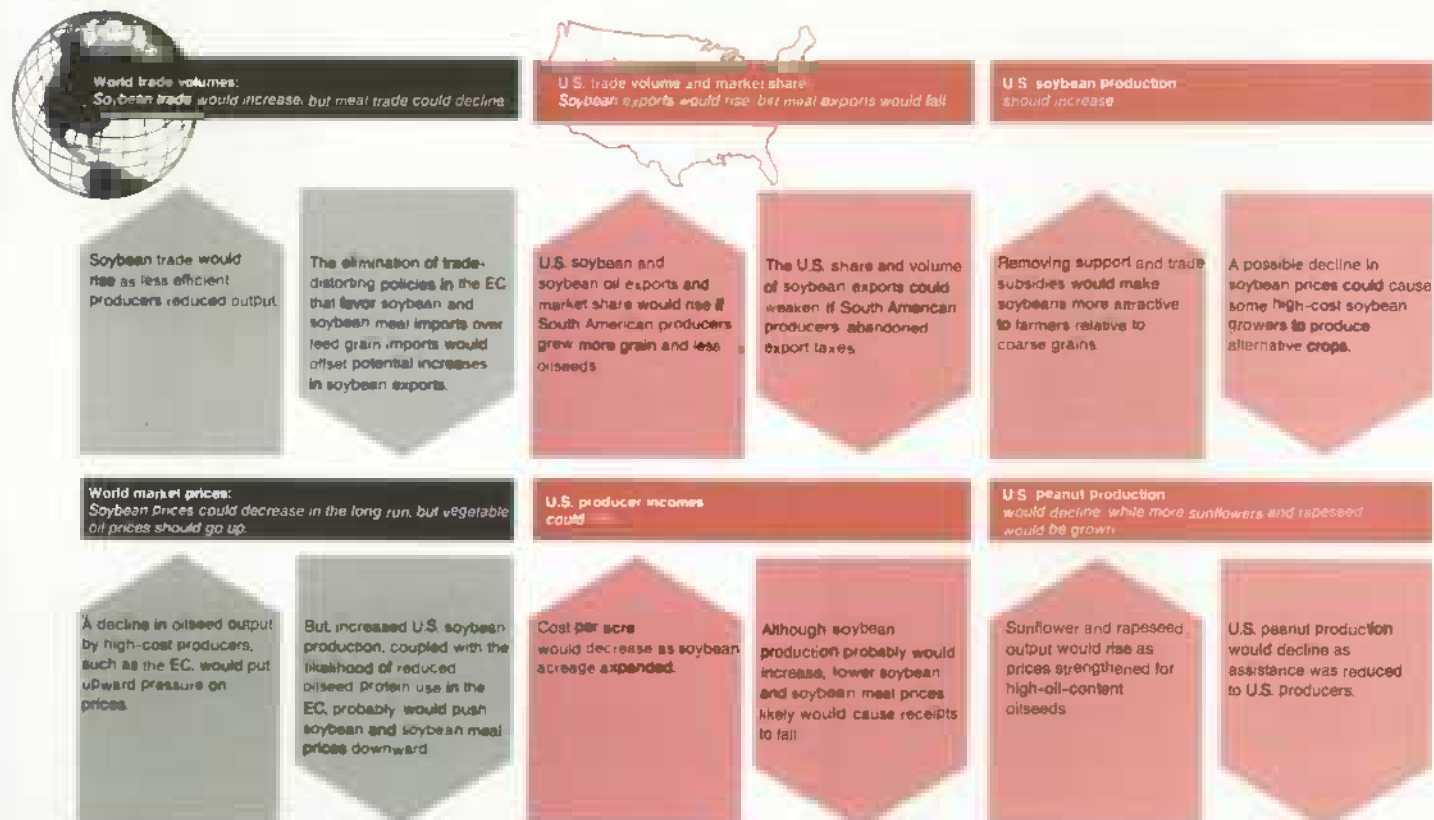 World trade volumes:
Soybean trade would increase, but meal trade could decline
U.S. trade volume and market share
Soybean exports would rise but meal exports would fall
U.S. soybean production
should increase
Soybean trade would
rise as less efficient
producers reduced output.
The elimination of trade-
distorting policies in the EC
that favor soybean and
soybean meal imports over
feed grain imports would
offset potential increases
in soybean exports.
U.S. soybean and
soybean oil exports and
market share would rise if
South American producers
grew more grain and less
oilseeds
The U.S. share and volume
of soybean exports could
weaken if South American
producers abandoned
export taxes
Removing support and trade
subsidies would make
soybeans more attractive
to farmers relative to
coarse grains
A possible decline in
soybean prices could cause
some high-cost soybean
growers to produce
alternative crops.
World market prices:
Soybean prices could decrease in the long run, but vegetable
oil prices should go up.
U.S. producer incomes
could
U.S. peanut production
would decline while more sunflowers and rapeseed
would be grown
A decline in oilseed output
by high-cost producers,
such as the EC, would put
upward pressure on
prices
But, increased U.S. soybean
production, coupled with the
likelihood of reduced
oilseed protein use in the
EC, probably would push
soybean and soybean meal
prices downward
Cost per acre
would decrease as soybean
acreage expanded.
Although soybean
production probably would
increase, lower soybean
and soybean meal prices
likely would cause receipts
to fall
Sunflower and rapeseed
output would rise as
prices strengthened for
high-oil-content
oilseeds
U.S. peanut production
would decline as
assistance was reduced
to U.S. producers.